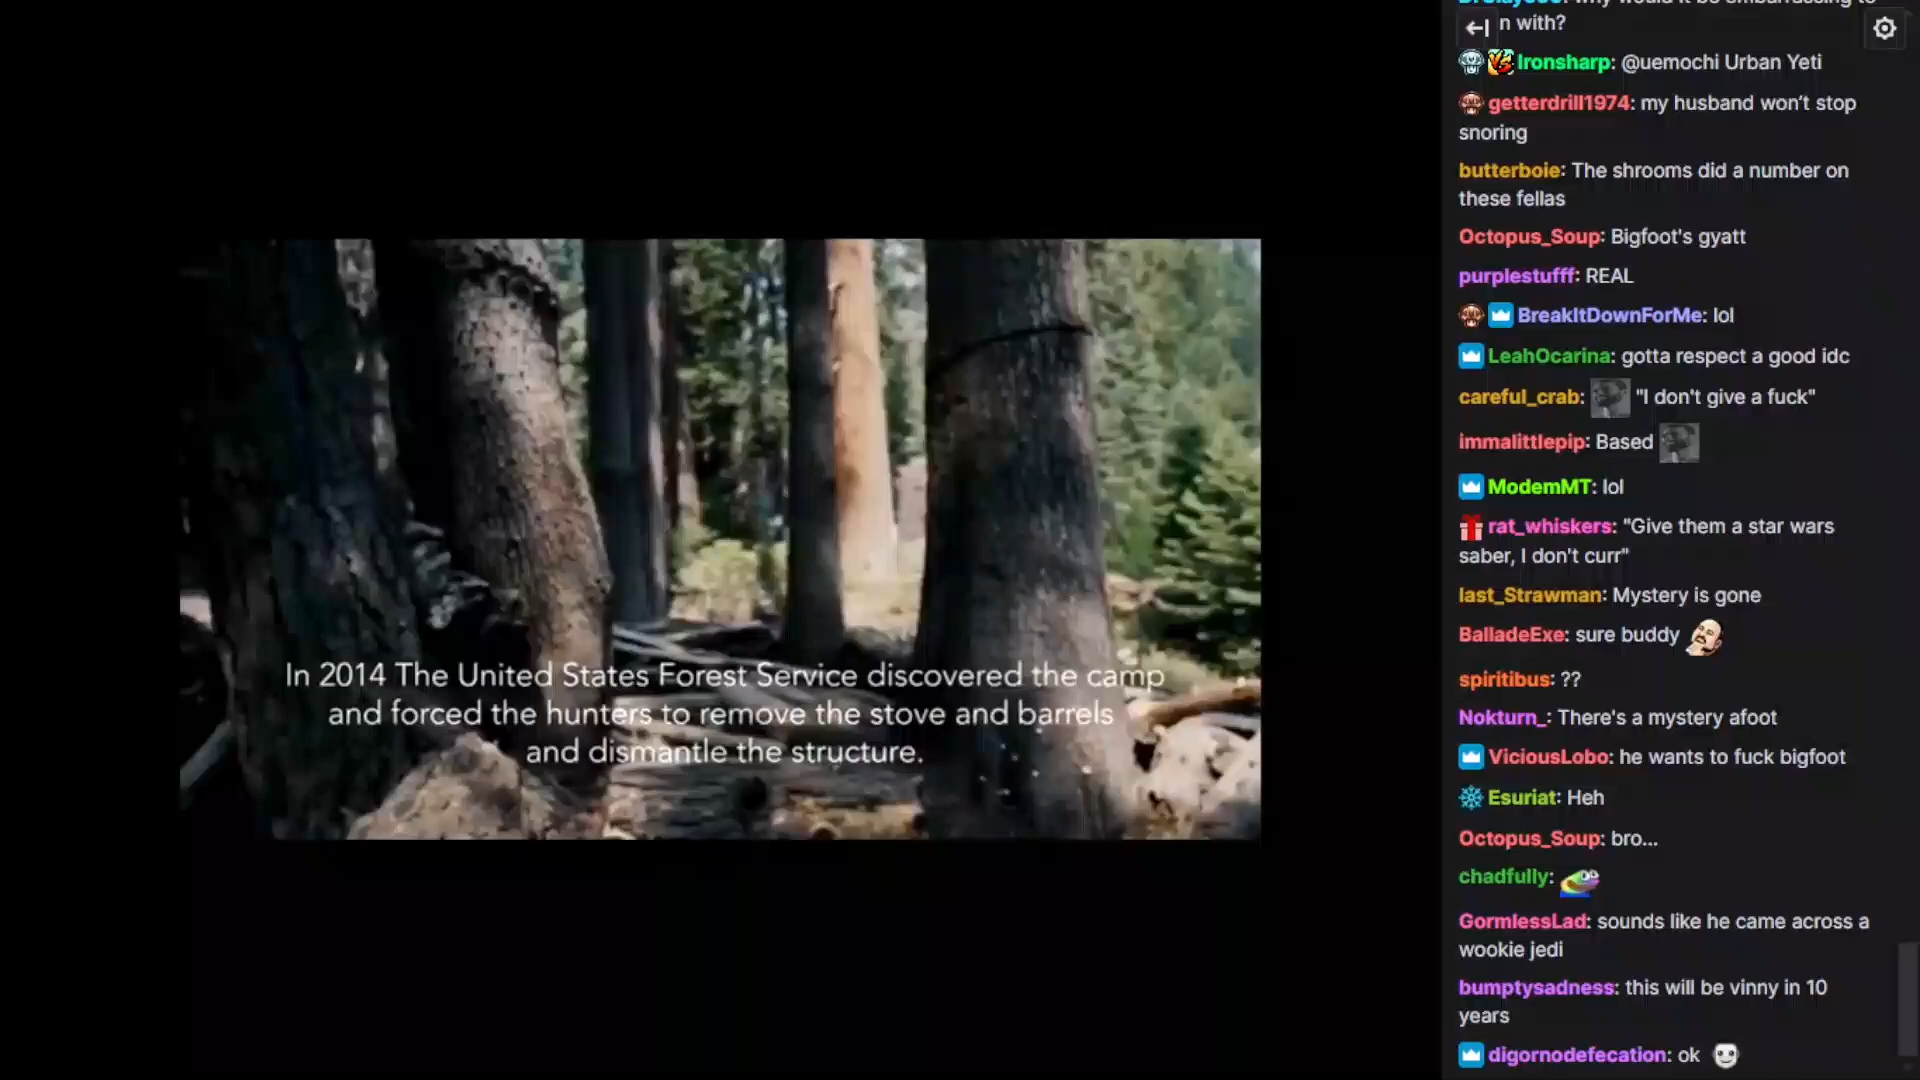 In 2014 The United States Forest Service discovered the camp
and forced the hunters to remove the stove and barrels
and dismantle the structure.
n with?
Ironsharp: @uemochi Urban Yeti
getterdrill1974: my husband won't stop
snoring
butterboie: The shrooms did a number on
these fellas
Octopus_Soup: Bigfoot's gyatt
purplestufff: REAL
BreakItDownForMe: lol
LeahOcarina: gotta respect a good idc
careful_crab: "I don't give a fuck"
immalittlepip: Based
ModemMT: lol
rat_whiskers: "Give them a star wars
saber, I don't curr"
last_Strawman: Mystery is gone
BalladeExe: sure buddy
spiritibus: ??
Nokturn_: There's a mystery afoot
ViciousLobo: he wants to fuck bigfoot
Esuriat: Heh
Octopus_Soup: bro...
chadfully:
GormlessLad: sounds like he came across a
wookie jedi
bumptysadness: this will be vinny in 10
years
digornodefecation: ok